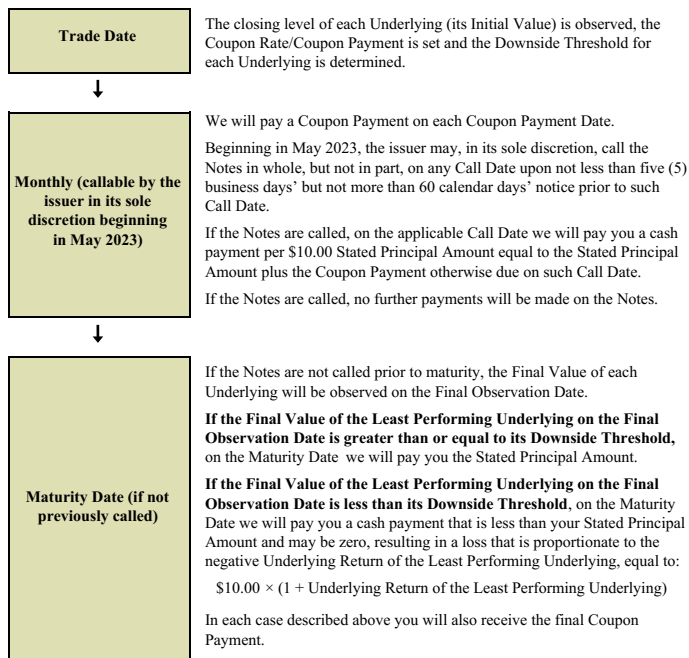 Trade Date
The closing level of each Underlying (its Initial Value) is observed, the
Coupon Rate/Coupon Payment is set and the Downside Threshold for
each Underlying is determined.
Monthly (callable by the
issuer in its sole
discretion beginning
in May 2023)
We will pay a Coupon Payment on each Coupon Payment Date.
Beginning in May 2023, the issuer may, in its sole discretion, call the
Notes in whole, but not in part, on any Call Date upon not less than five (5)
business days’ but not more than 60 calendar days’ notice prior to such
Call Date.
If the Notes are called, on the applicable Call Date we will pay you a cash
payment per $10.00 Stated Principal Amount equal to the Stated Principal
Amount plus the Coupon Payment otherwise due on such Call Date.
If the Notes are called, no further payments will be made on the Notes.
Maturity Date (if not
previously called)
If the Notes are not called prior to maturity, the Final Value of each
Underlying will be observed on the Final Observation Date.
If the Final Value of the Least Performing Underlying on the Final
Observation Date is greater than or equal to its Downside Threshold,
on the Maturity Date we will pay you the Stated Principal Amount.
If the Final Value of the Least Performing Underlying on the Final
Observation Date is less than its Downside Threshold, on the Maturity
Date we will pay you a cash payment that is less than your Stated Principal
Amount and may be zero, resulting in a loss that is proportionate to the
negative Underlying Return of the Least Performing Underlying, equal to:
$10.00 × (1 + Underlying Return of the Least Performing Underlying)
In each case described above you will also receive the final Coupon
Payment.